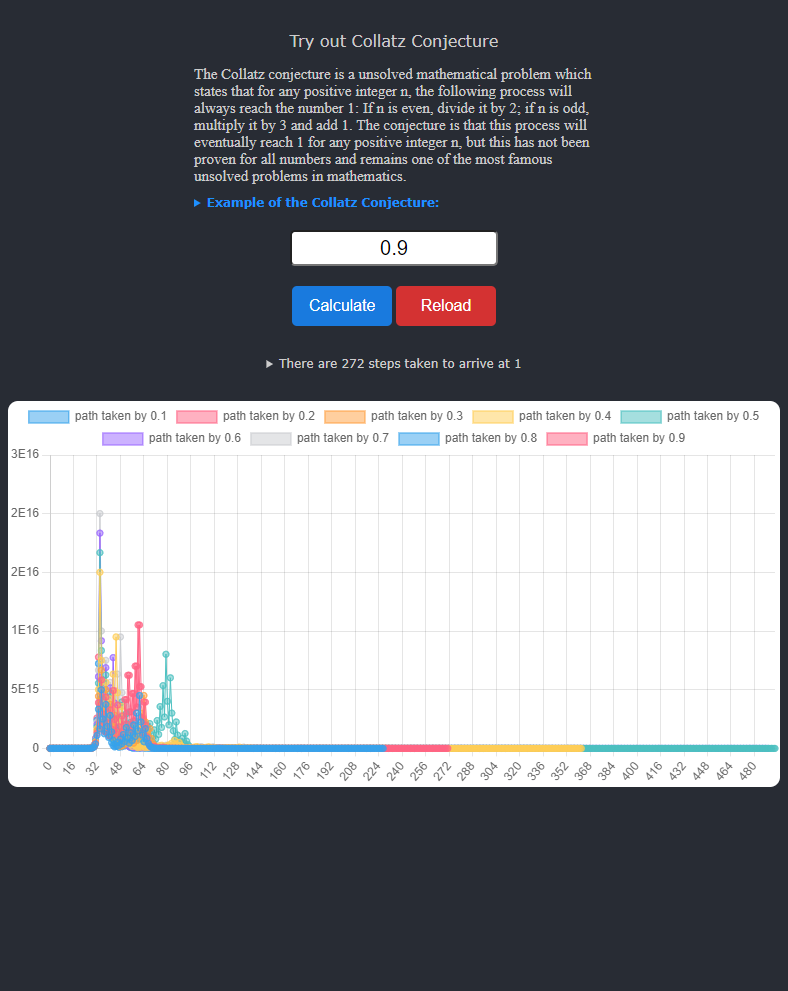 Try out Collatz Conjecture
The Collatz conjecture is a unsolved mathematical problem which
states that for any positive integer n, the following process will
always reach the number 1: If n is even, divide it by 2; if n is odd,
multiply it by 3 and add 1. The conjecture is that this process will
eventually reach 1 for any positive integer n, but this has not been
proven for all numbers and remains one of the most famous
unsolved problems in mathematics.
Example of the Collatz Conjecture:
0.9
Calculate Reload
There are 272 steps taken to arrive at 1
path taken by 0.1 path taken by 0.2 path taken by 0.3 path taken by 0.4 path taken by 0.5
path taken by 0.6 path taken by 0.7 path taken by 0.8 path taken by 0.9
3E16
2E16
2E16
1E16
5E15
0
0 16 32 48 64 80 96 112 128 144 160 176 192 208 224 240 256 272 288 304 320 336 352 368 384 400 416 432 448 464 480